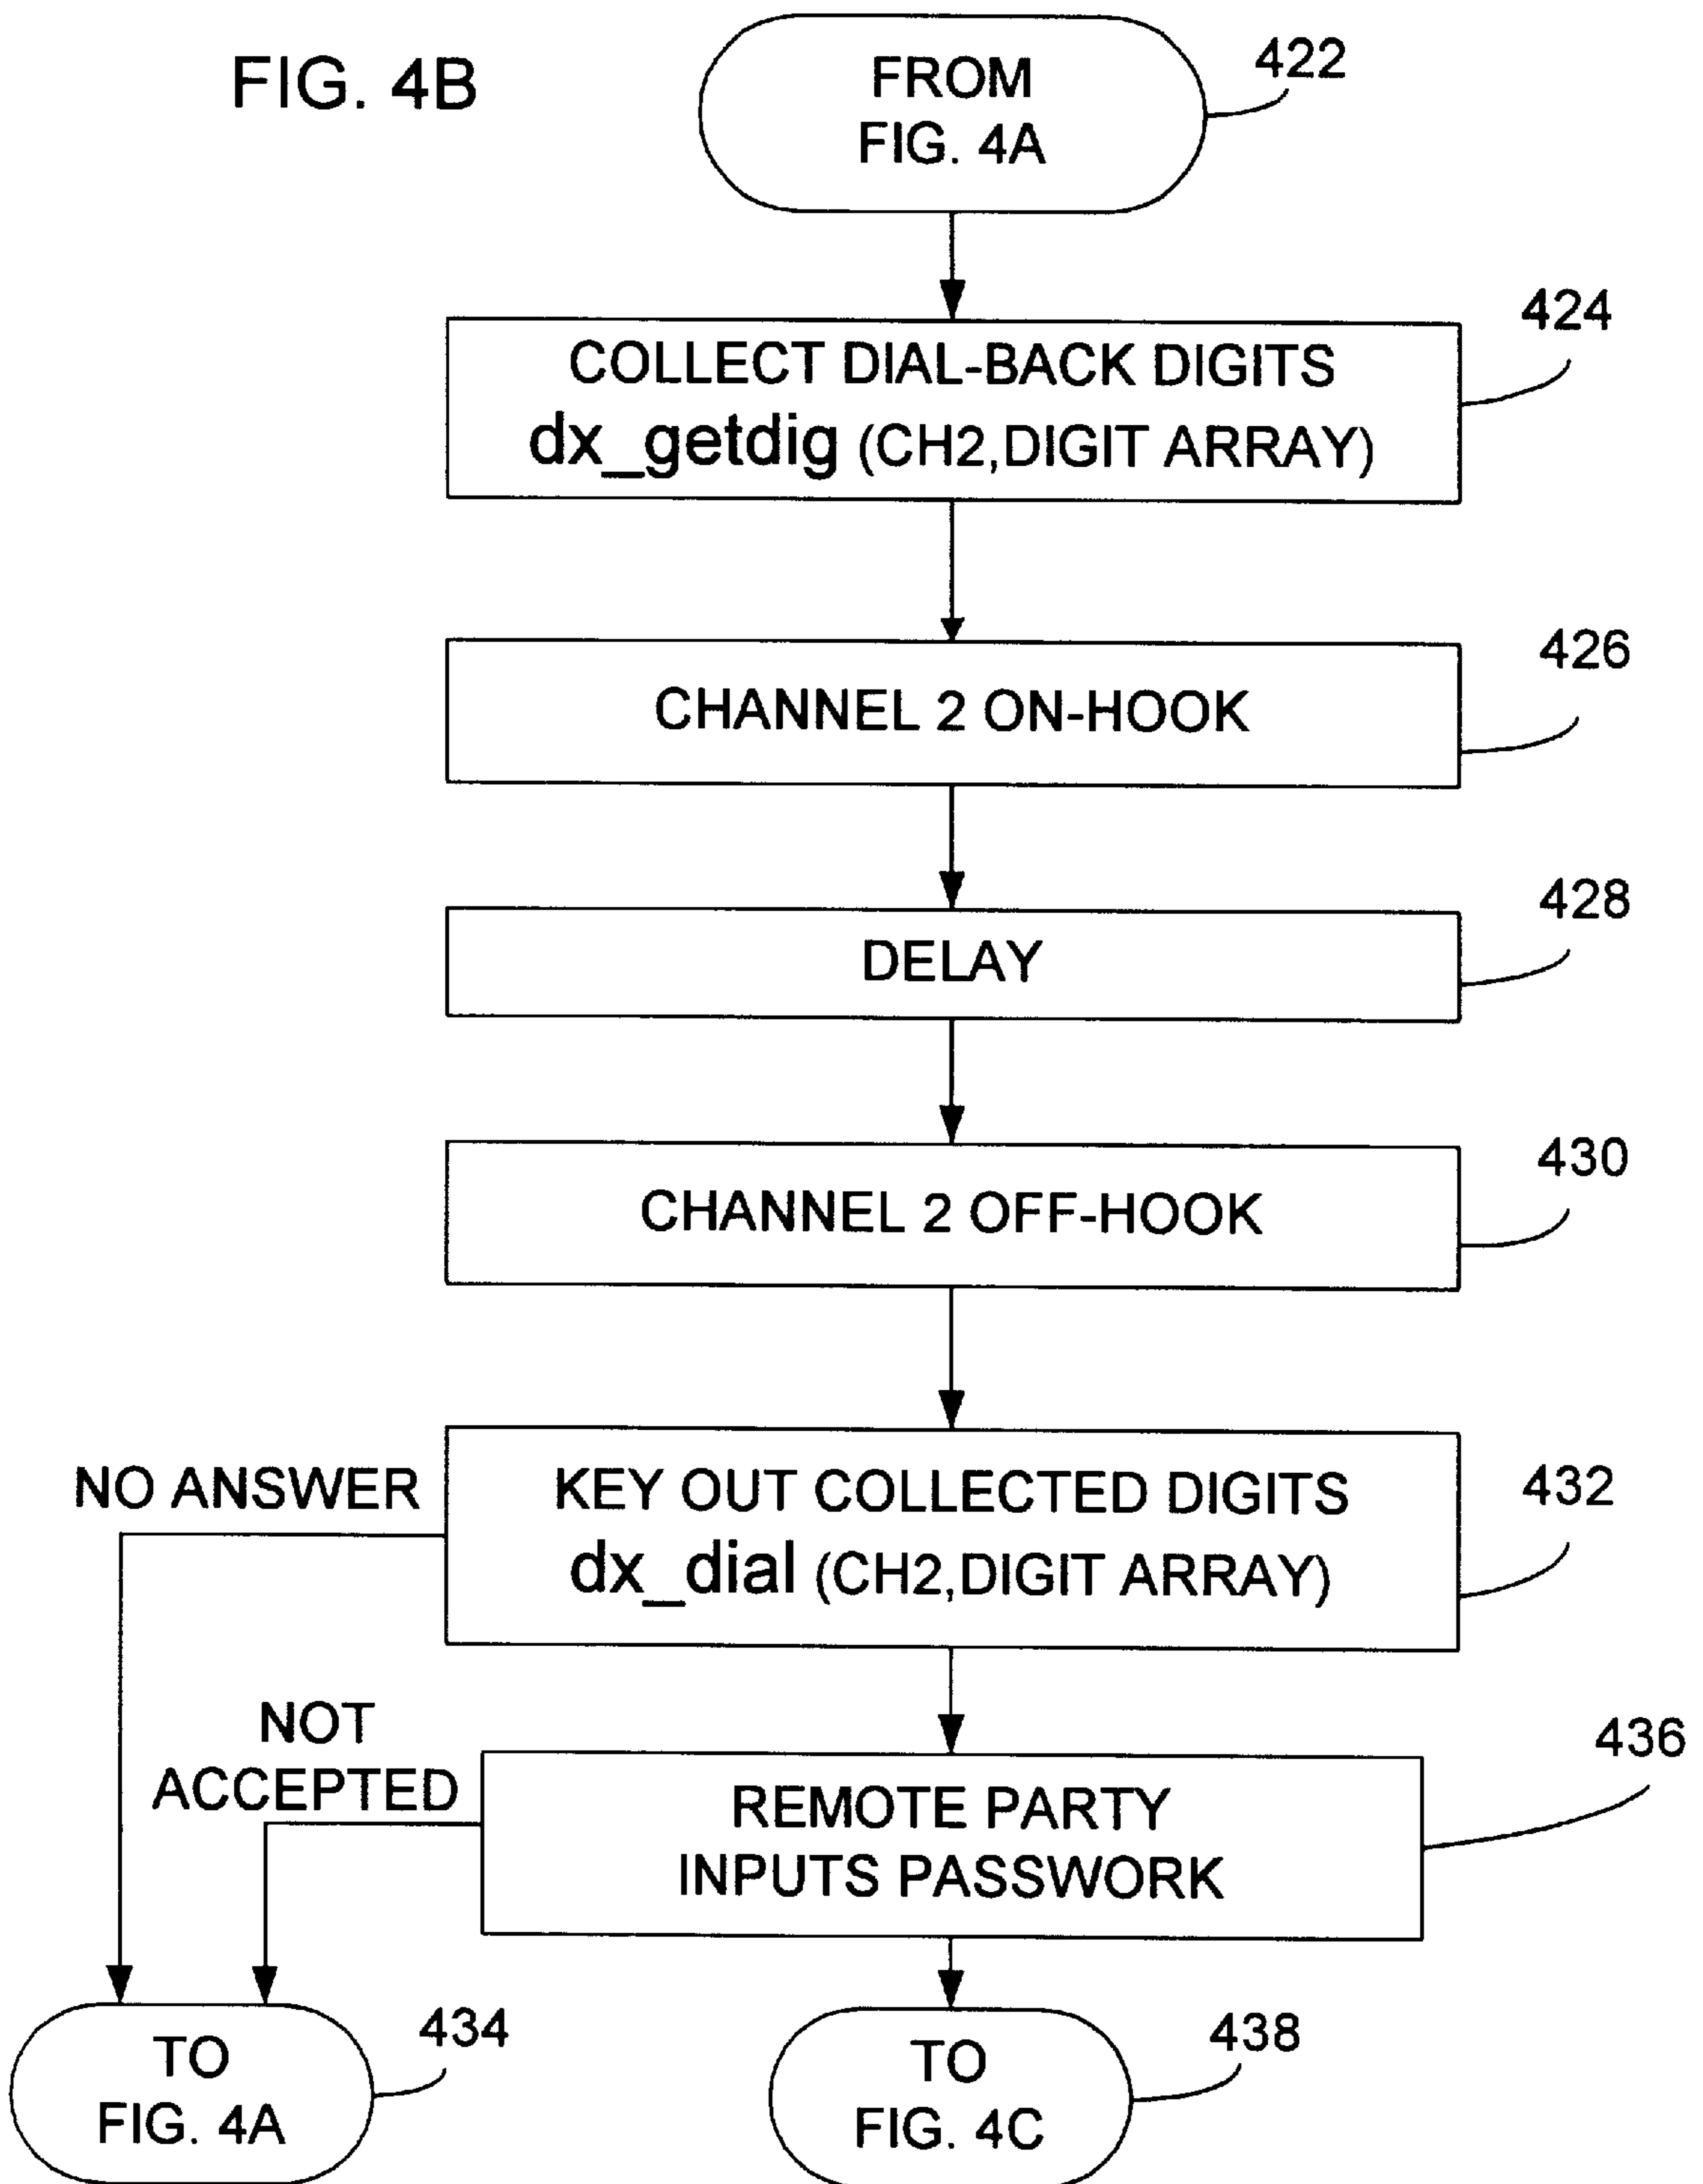 FIG. 4B
FROM
FIG. 4A
422
COLLECT DIAL-BACK DIGITS
dx_getdig (CH2,DIGIT ARRAY)
424
CHANNEL 2 ON-HOOK
426
DELAY
428
CHANNEL 2 OFF-HOOK
430
NO ANSWER
KEY OUT COLLECTED DIGITS
dx_dial (CH2,DIGIT ARRAY)
432
NOT
ACCEPTED
REMOTE PARTY
INPUTS PASSWORK
436
TO
FIG. 4A
434
TO
FIG. 4C
438